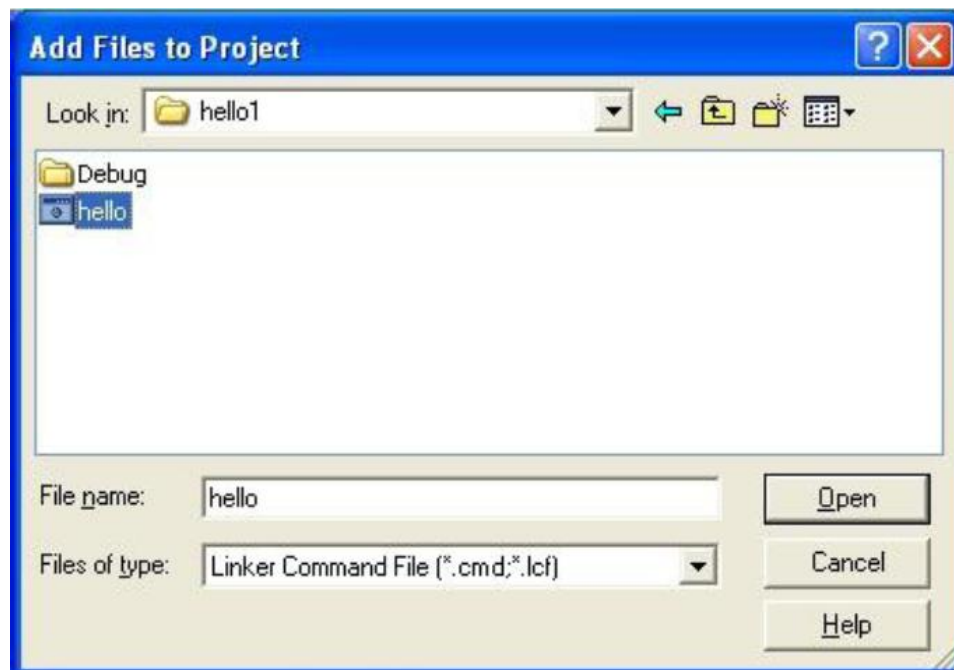 Add Files to Project
Look in: hello1
Debug
hello
File name: hello
Open
Files of type: Linker Command File (*.cmd;*.lcf)
Cancel
Help